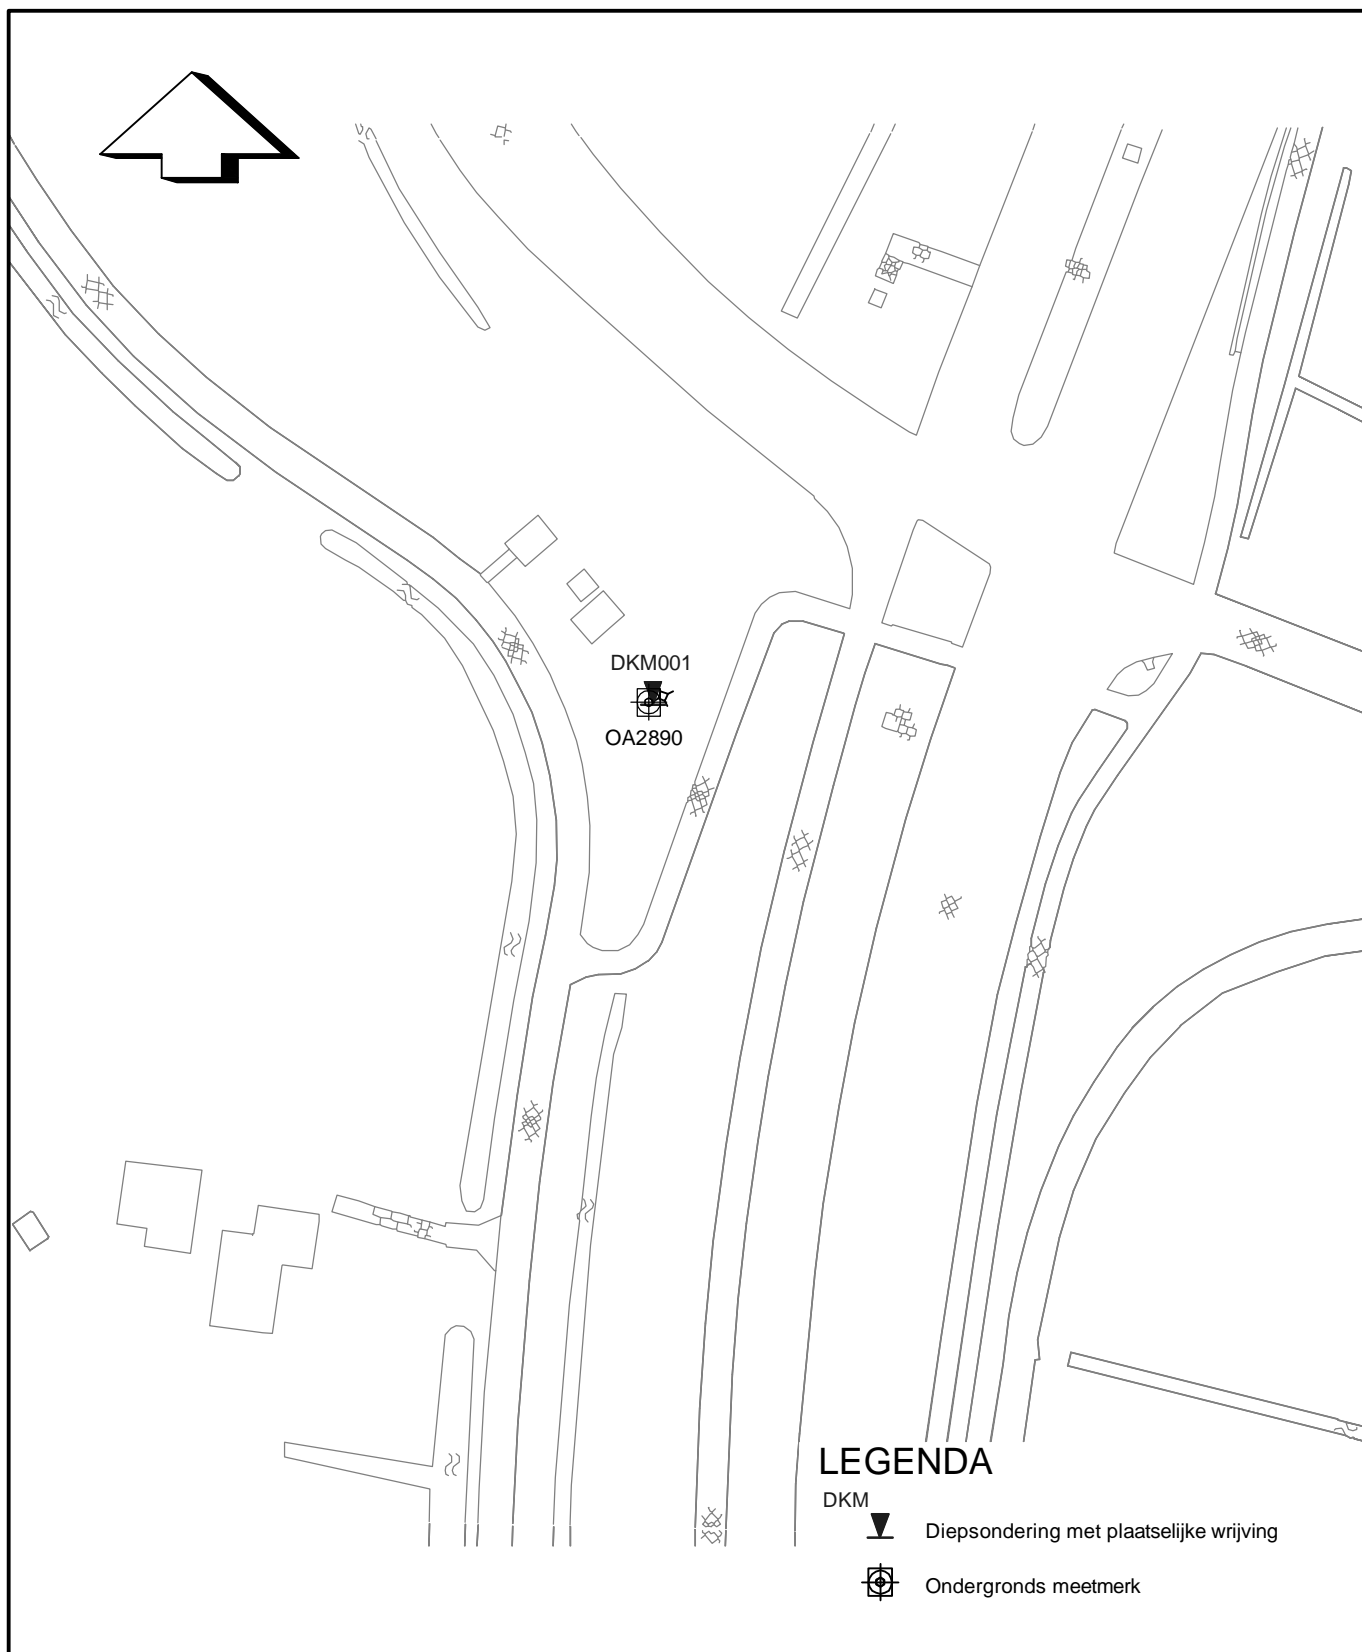 DKM001
OA2890
LEGENDA
DKM
Diepsondering met plaatselijke wrijving
Ondergronds meetmerk